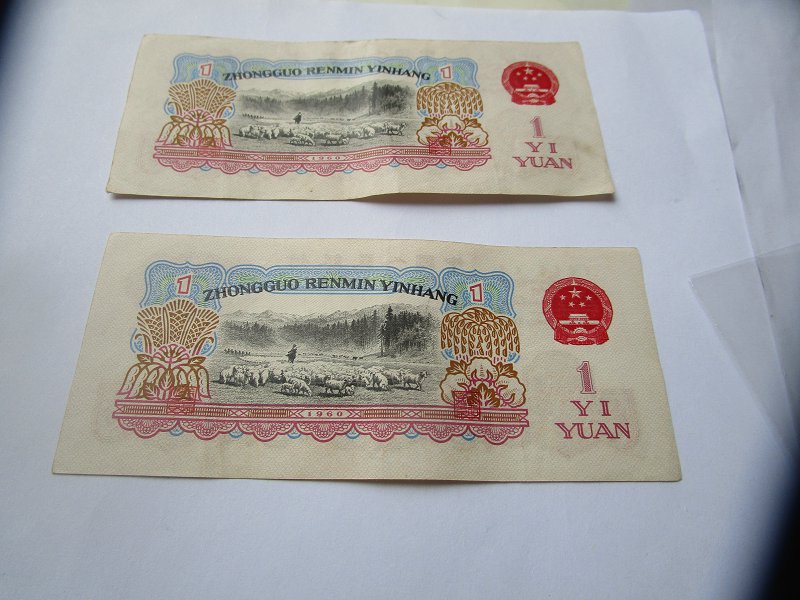 1 ZHONGGUO RENMIN YINHANG 1
1960
1
YI
YUAN
1 ZHONGGUO RENMIN YINHANG 1
1960
1
YI
YUAN